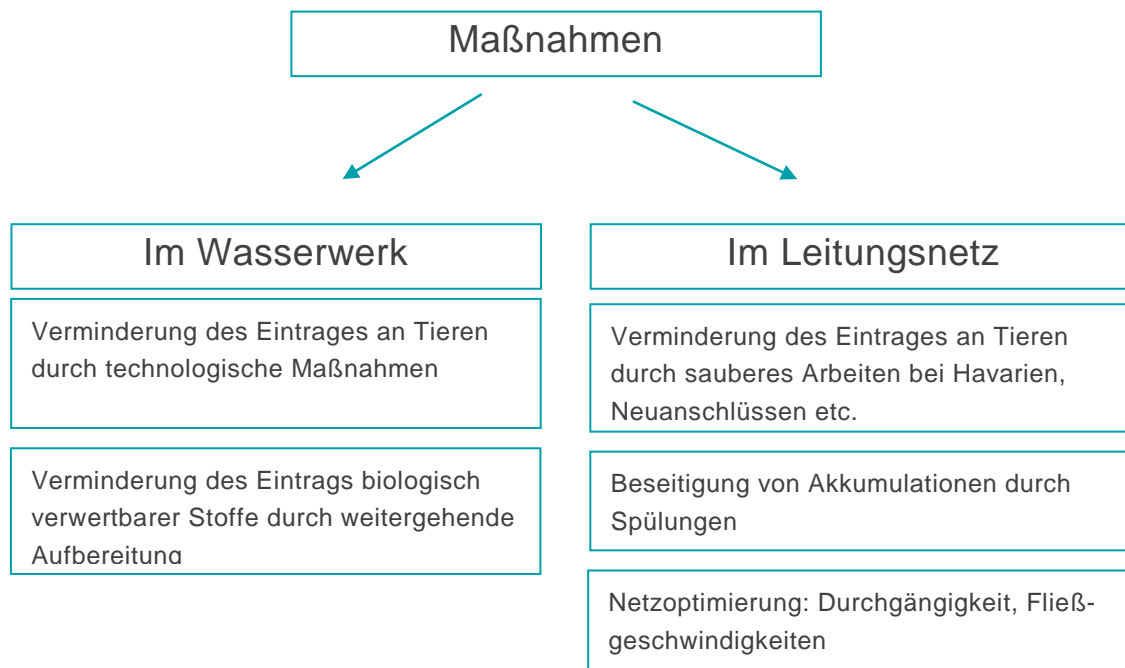 Maßnahmen
Im Wasserwerk
Verminderung des Eintrages an Tieren
durch technologische Maßnahmen
Verminderung des Eintrags biologisch
verwertbarer Stoffe durch weitergehende
Aufbereitung
Im Leitungsnetz
Verminderung des Eintrages an Tieren
durch sauberes Arbeiten bei Havarien,
Neuanschlüssen etc.
Beseitigung von Akkumulationen durch
Spülungen
Netzoptimierung: Durchgängigkeit, Fließ-
geschwindigkeiten